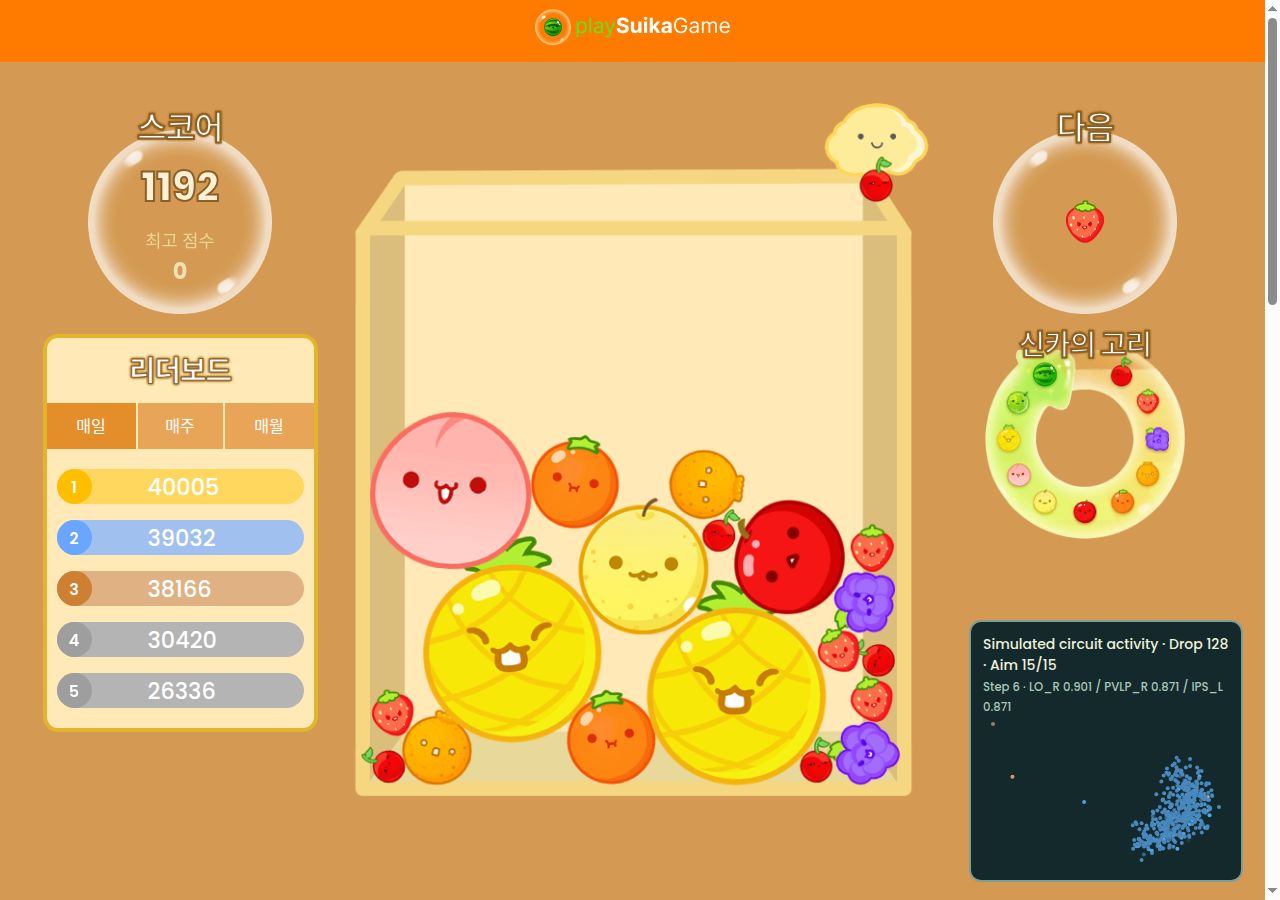 playSuikaGame
스코어
1192
최고 점수
0
리더보드
매일 매주 매월
1 40005
2 39032
3 38166
4 30420
5 26336
다음
신카의 고리
Simulated circuit activity · Drop 128
· Aim 15/15
Step 6 · LO_R 0.901 / PVLP_R 0.871 / IPS_L
0.871